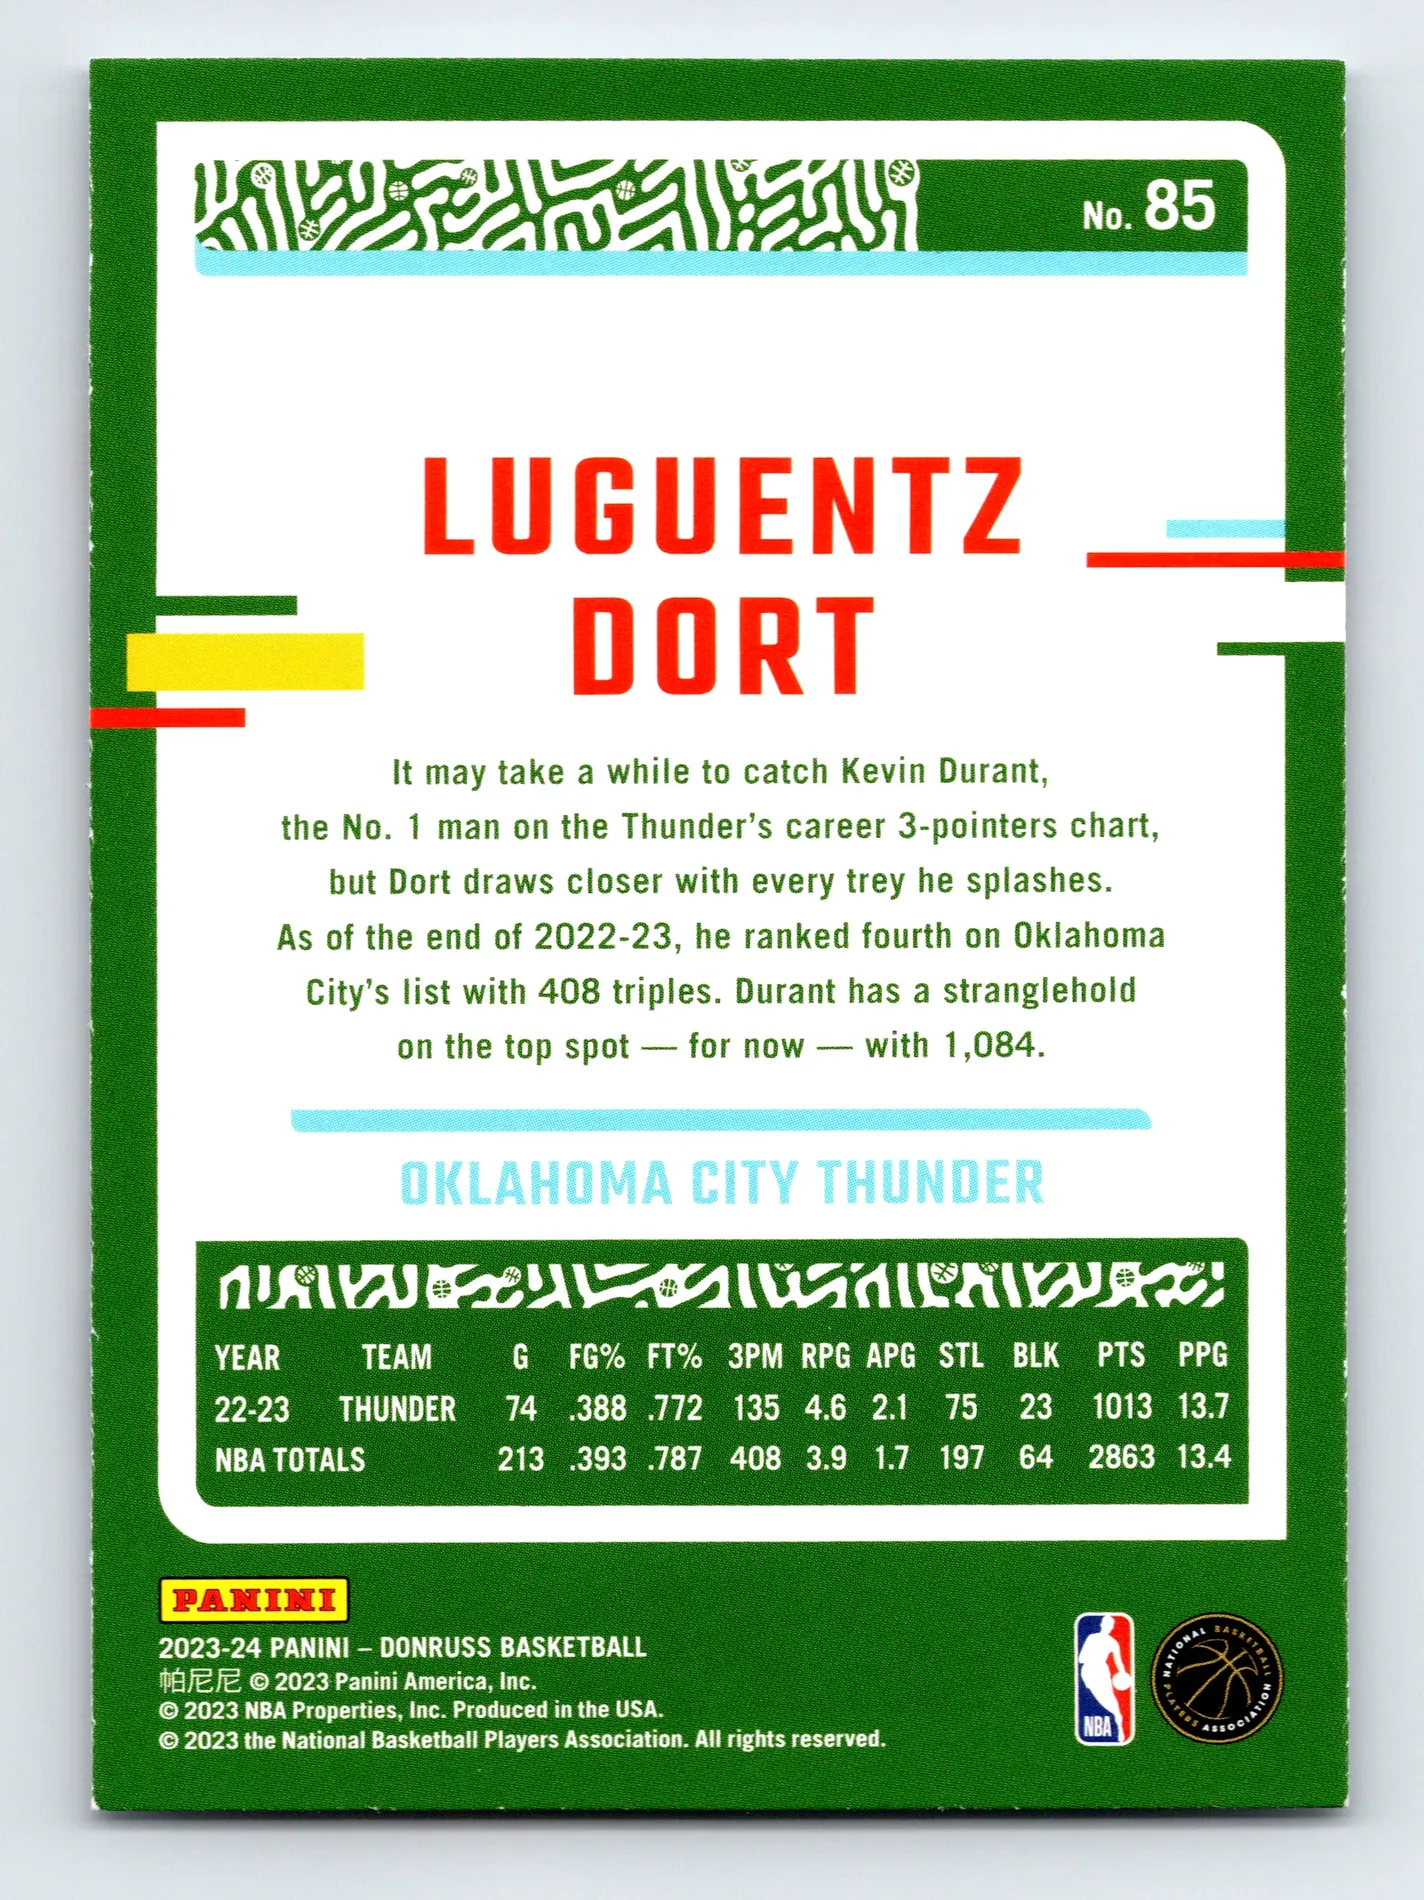 No. 85
LUGUENTZ
DORT
It may take a while to catch Kevin Durant,
the No. 1 man on the Thunder's career 3-pointers chart,
but Dort draws closer with every trey he splashes.
As of the end of 2022-23, he ranked fourth on Oklahoma
City's list with 408 triples. Durant has a stranglehold
on the top spot — for now — with 1,084.
OKLAHOMA CITY THUNDER
YEAR TEAM G FG% FT% 3PM RPG APG STL BLK PTS PPG
22-23 THUNDER 74 .388 .772 135 4.6 2.1 75 23 1013 13.7
NBA TOTALS 213 .393 .787 408 3.9 1.7 197 64 2863 13.4
PANINI
2023-24 PANINI – DONRUSS BASKETBALL
帕尼尼 © 2023 Panini America, Inc.
© 2023 NBA Properties, Inc. Produced in the USA.
© 2023 the National Basketball Players Association. All rights reserved.
NBA
NATIONAL BASKETBALL PLAYERS ASSOCIATION